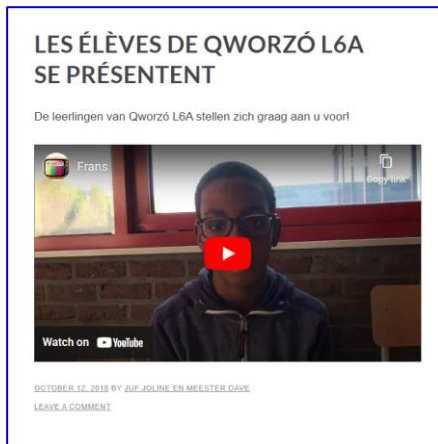 LES ÉLÈVES DE QWORZÓ L6A
SE PRÉSENTENT
De leerlingen van Qworzó L6A stellen zich graag aan u voor!
Frans
Copy link
Watch on YouTube
OCTOBER 12, 2018 BY JUF JOLINE EN MEESTER DAVE
LEAVE A COMMENT